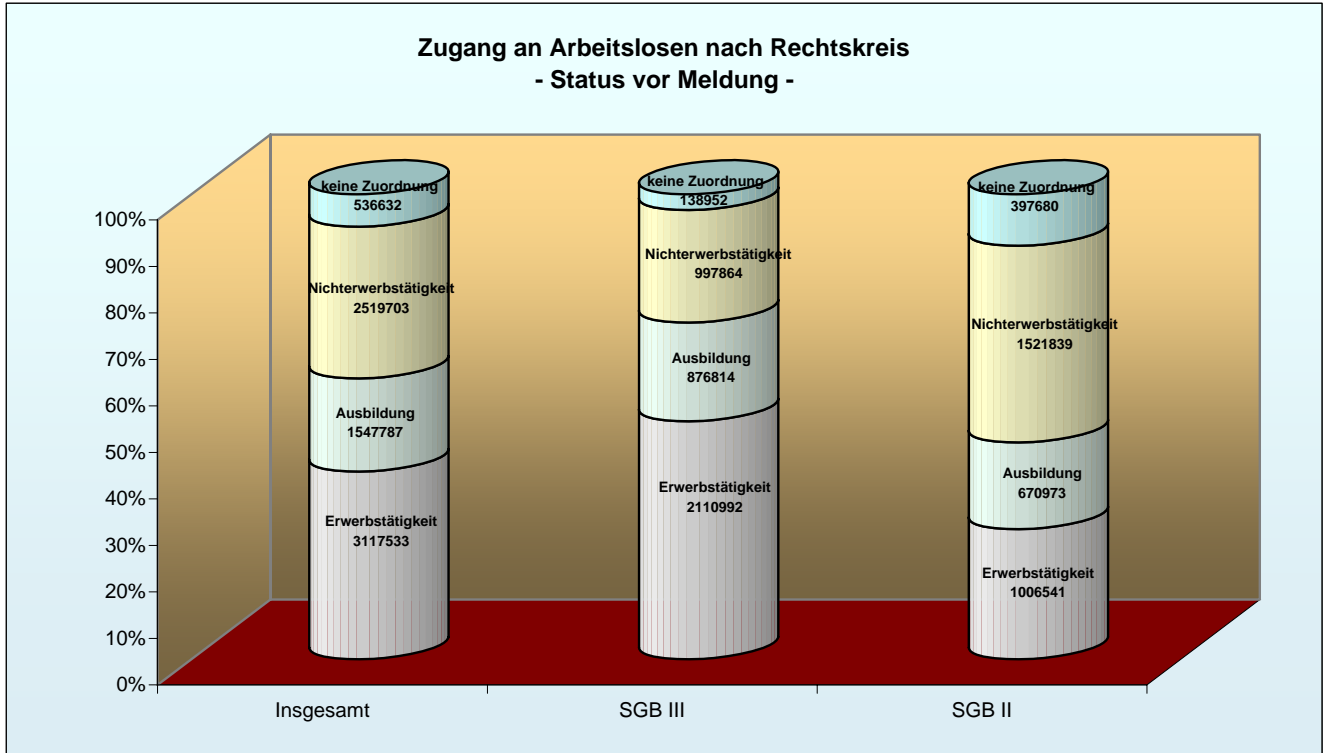 Zugang an Arbeitslosen nach Rechtskreis
- Status vor Meldung -
100%
90%
80%
70%
60%
50%
40%
30%
20%
10%
0%
keine Zuordnung
536632
Nichterwerbstätigkeit
2519703
Ausbildung
1547787
Erwerbstätigkeit
3117533
keine Zuordnung
138952
Nichterwerbstätigkeit
997864
Ausbildung
876814
Erwerbstätigkeit
2110992
keine Zuordnung
397680
Nichterwerbstätigkeit
1521839
Ausbildung
670973
Erwerbstätigkeit
1006541
Insgesamt
SGB III
SGB II